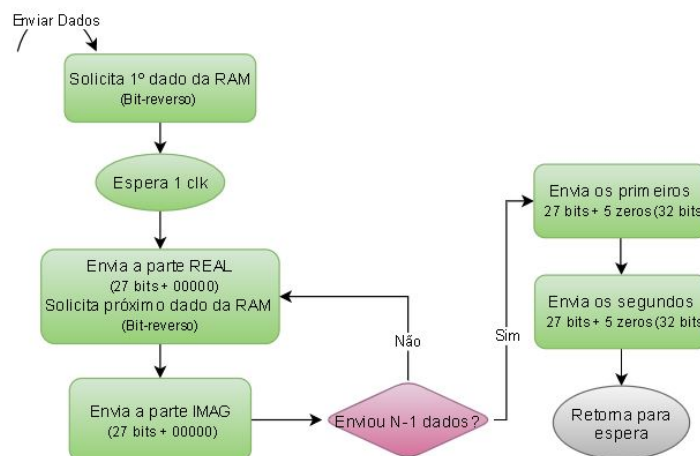 Enviar Dados
Solicita 1º dado da RAM
(Bit-reverso)
Espera 1 clk
Envia a parte REAL
(27 bits + 00000)
Solicita próximo dado da RAM
(Bit-reverso)
Envia a parte IMAG
(27 bits + 00000)
Enviou N-1 dados?
Não
Sim
Envia os primeiros
27 bits + 5 zeros (32 bits
Envia os segundos
27 bits + 5 zeros (32 bits
Retorna para
espera